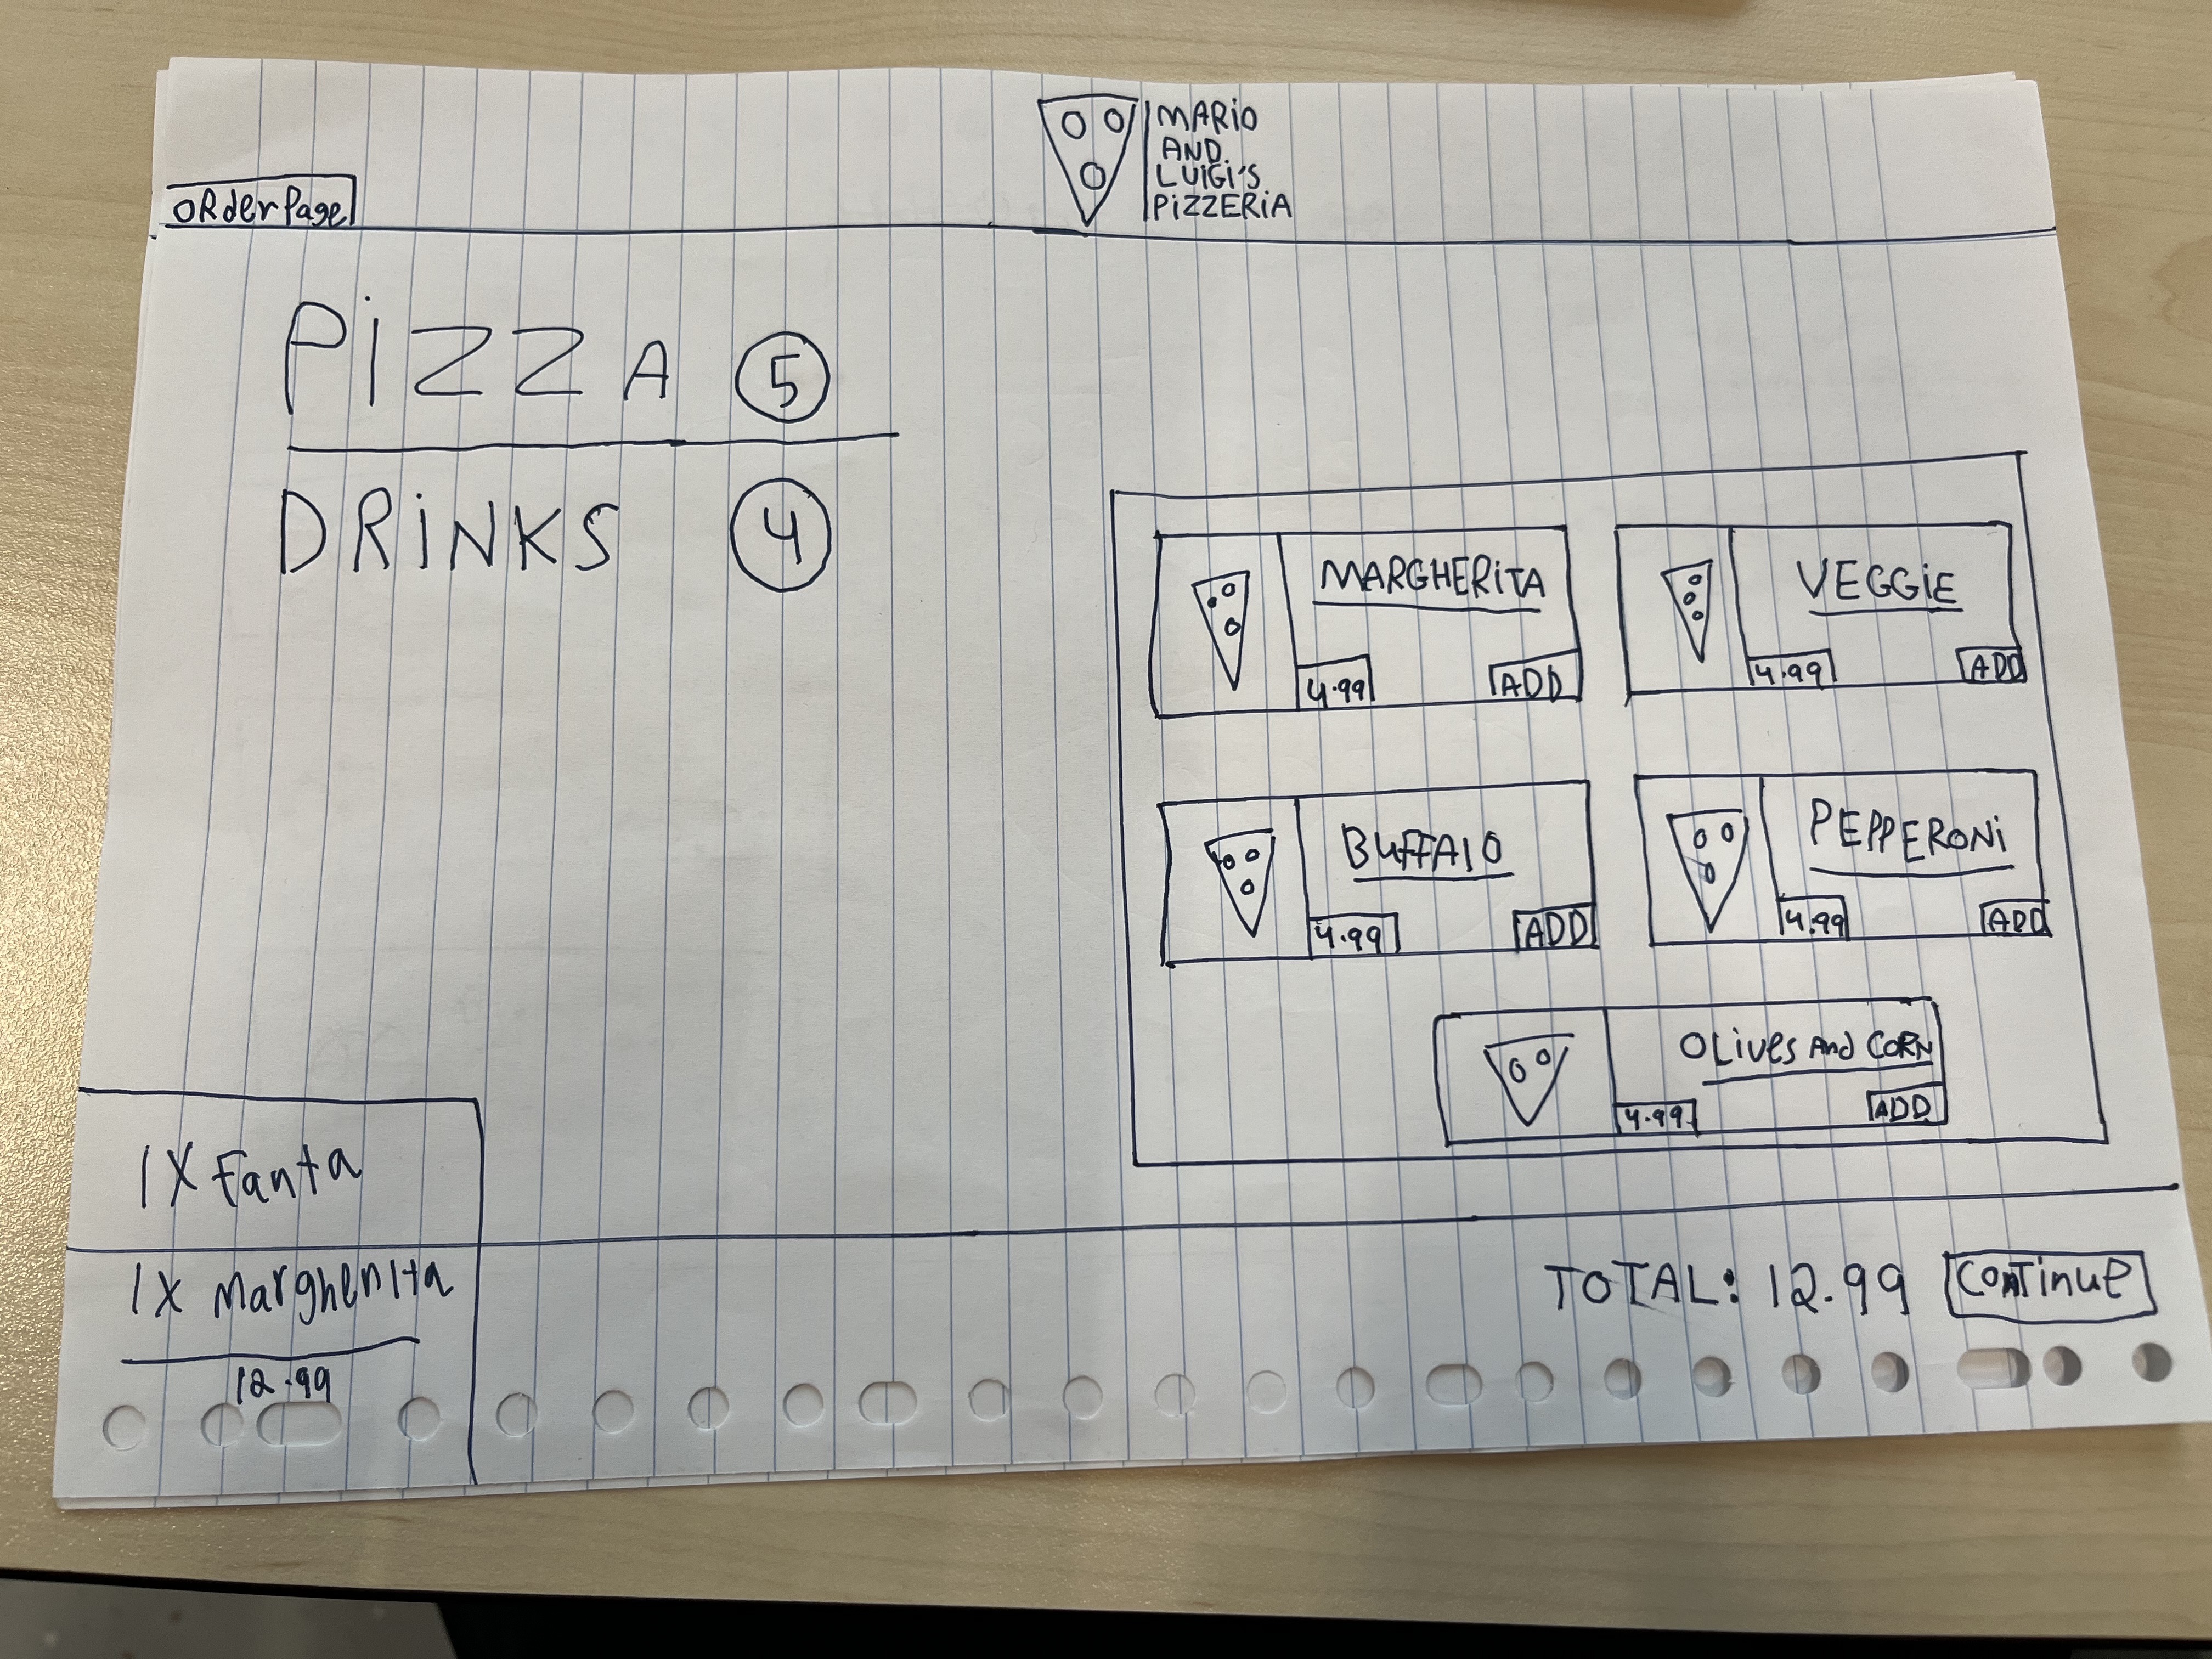 ORder Page
MARiO
AND
LUiGi'S
PiZZERiA
PiZZA 5
DRiNKS 4
MARGHERiTA
4.99 ADD
VEGGiE
4.99 ADD
BUFFAlO
4.99 ADD
PEPPERONi
4.99 ADD
OLives And CORN
4.99 ADD
1X Fanta
1X Margherita
12.99
TOTAL: 12.99 Continue